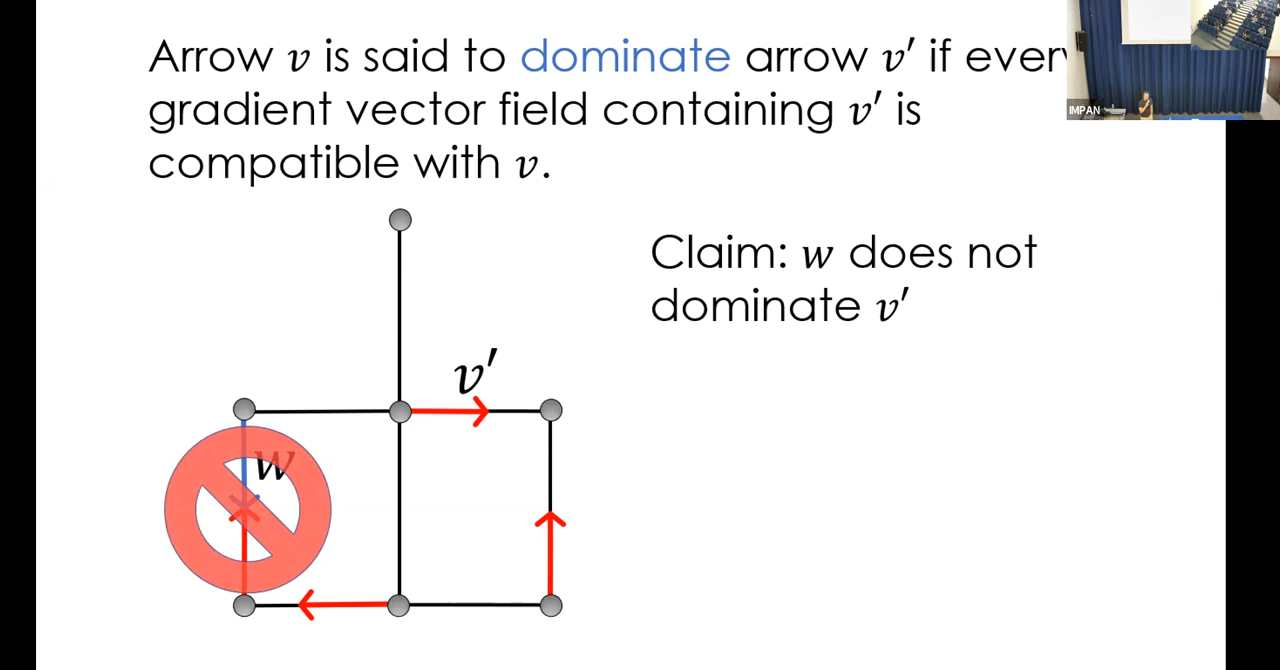 Arrow v is said to dominate arrow v′ if ever
gradient vector field containing v′ is
compatible with v.
IMPAN
Claim: w does not
dominate v′
v′
w